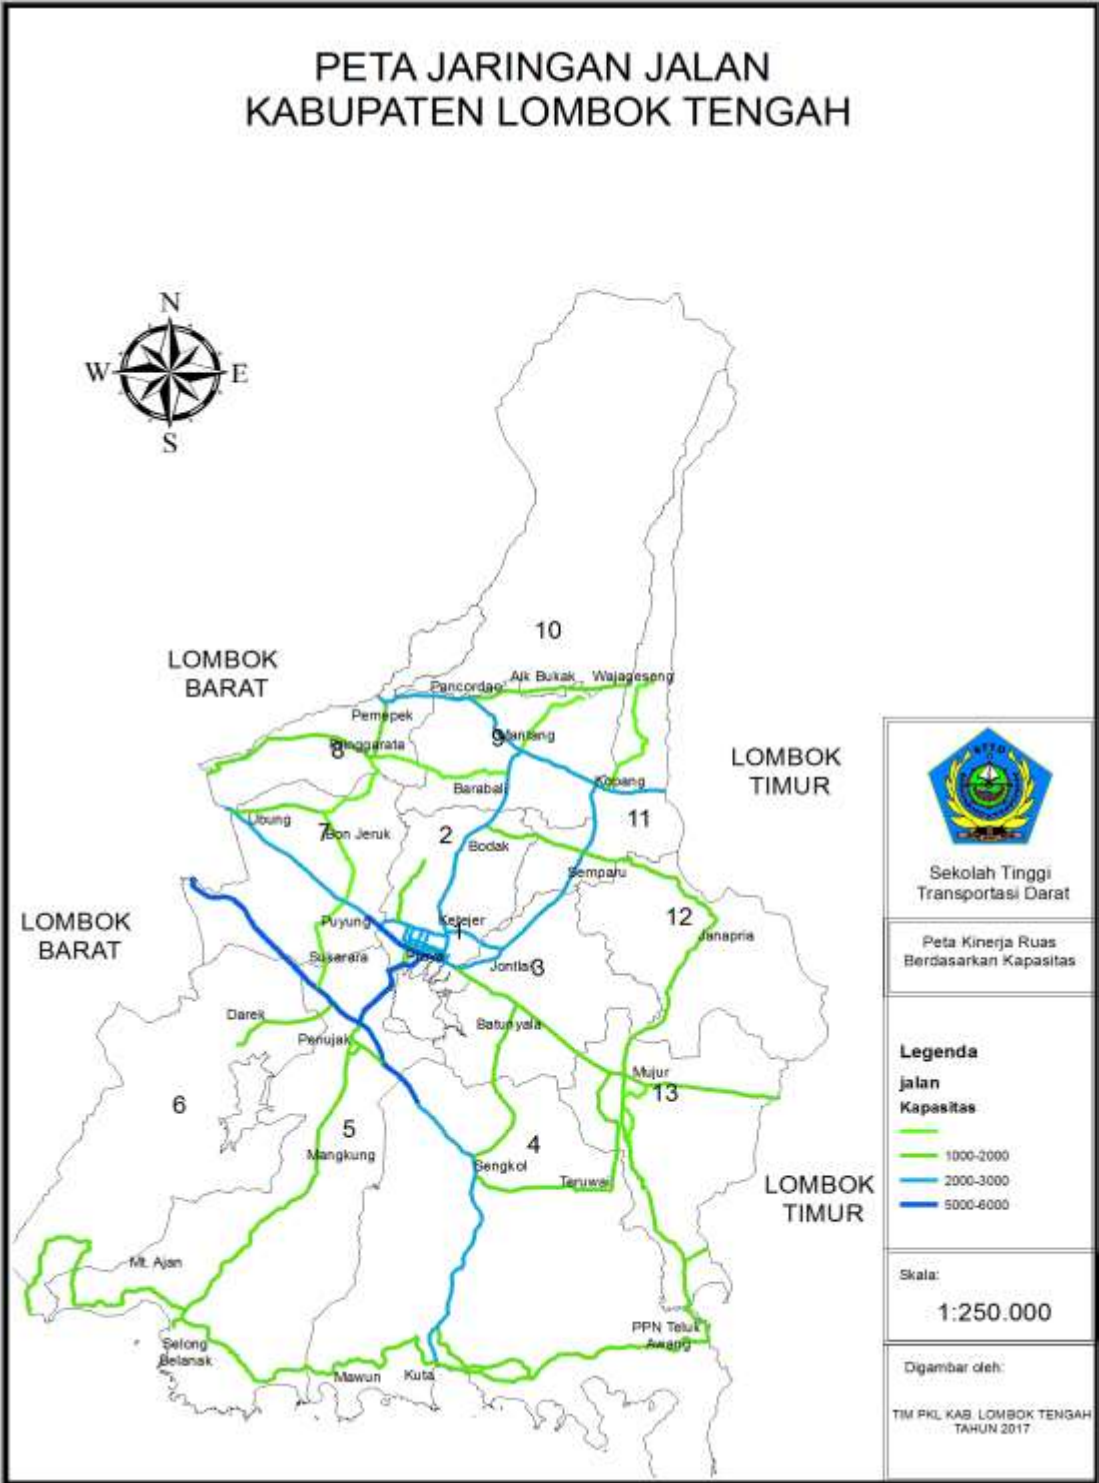 PETA JARINGAN JALAN
KABUPATEN LOMBOK TENGAH
N
W
E
S
10
LOMBOK
BARAT
Aik Bukak
Wajageseng
Pancordao
Pemepek
9
Mantang
8
Pringgarata
LOMBOK
TIMUR
Kopang
Barabali
11
Ubung
7
Bon Jeruk
2
Bodak
Semparu
LOMBOK
BARAT
12
Puyung
Ketejer
1
Janapria
Praya
Jontlak
3
Darek
Batunyala
Penujak
Mujur
13
6
5
4
Mangkung
Sengkol
Teruwai
LOMBOK
TIMUR
Mt. Ajan
PPN Teluk
Awang
Selong
Belanak
Mawun
Kuta
STTD
Sekolah Tinggi
Transportasi Darat
Peta Kinerja Ruas
Berdasarkan Kapasitas
Legenda
jalan
Kapasitas
1000-2000
2000-3000
5000-6000
Skala:
1:250.000
Digambar oleh:
TIM PKL KAB. LOMBOK TENGAH
TAHUN 2017